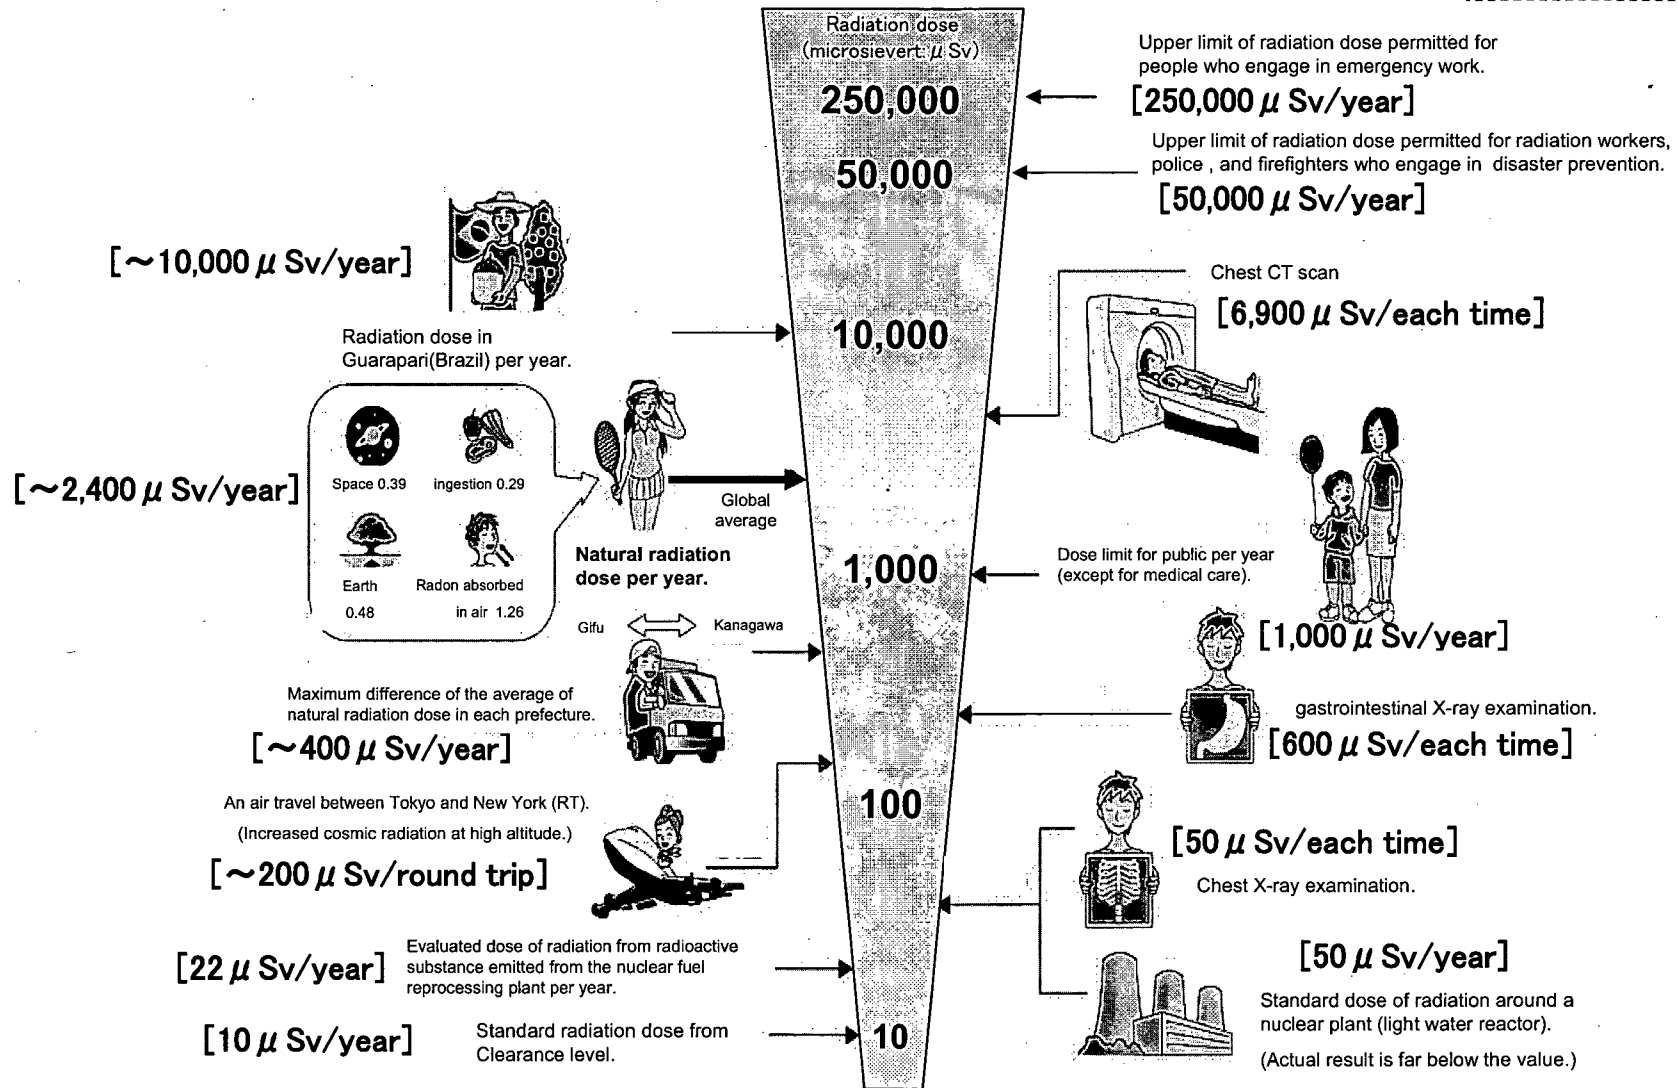 Radiation dose
(microsievert: μ Sv)
250,000
50,000
10,000
1,000
100
10
Upper limit of radiation dose permitted for
people who engage in emergency work.
[250,000 μ Sv/year]
Upper limit of radiation dose permitted for radiation workers,
police , and firefighters who engage in disaster prevention.
[50,000 μ Sv/year]
[~10,000 μ Sv/year]
Radiation dose in
Guarapari(Brazil) per year.
Chest CT scan
[6,900 μ Sv/each time]
[~2,400 μ Sv/year]
Space 0.39
ingestion 0.29
Earth
0.48
Radon absorbed
in air 1.26
Global
average
Natural radiation
dose per year.
Dose limit for public per year
(except for medical care).
[1,000 μ Sv/year]
Gifu
Kanagawa
Maximum difference of the average of
natural radiation dose in each prefecture.
[~400 μ Sv/year]
gastrointestinal X-ray examination.
[600 μ Sv/each time]
An air travel between Tokyo and New York (RT).
(Increased cosmic radiation at high altitude.)
[~200 μ Sv/round trip]
[50 μ Sv/each time]
Chest X-ray examination.
[22 μ Sv/year]
Evaluated dose of radiation from radioactive
substance emitted from the nuclear fuel
reprocessing plant per year.
[50 μ Sv/year]
Standard dose of radiation around a
nuclear plant (light water reactor).
(Actual result is far below the value.)
[10 μ Sv/year]
Standard radiation dose from
Clearance level.